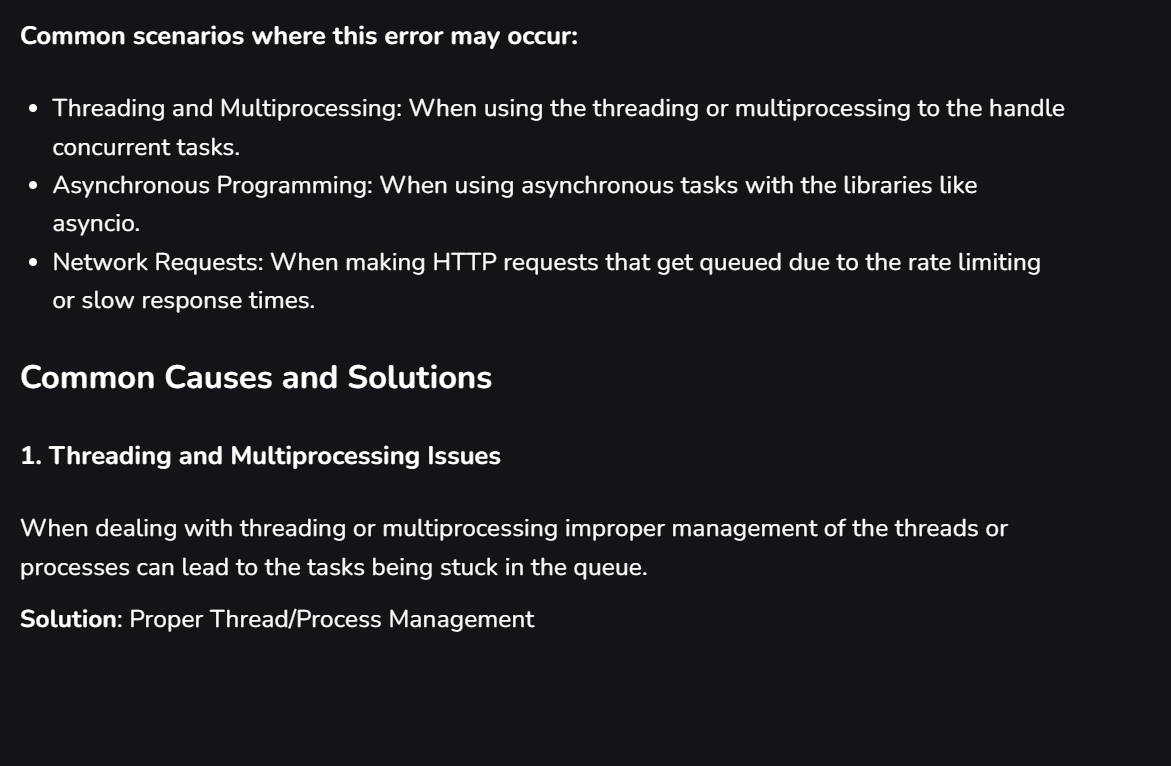 Common scenarios where this error may occur:
• Threading and Multiprocessing: When using the threading or multiprocessing to the handle
concurrent tasks.
• Asynchronous Programming: When using asynchronous tasks with the libraries like
asyncio.
• Network Requests: When making HTTP requests that get queued due to the rate limiting
or slow response times.
Common Causes and Solutions
1. Threading and Multiprocessing Issues
When dealing with threading or multiprocessing improper management of the threads or
processes can lead to the tasks being stuck in the queue.
Solution: Proper Thread/Process Management